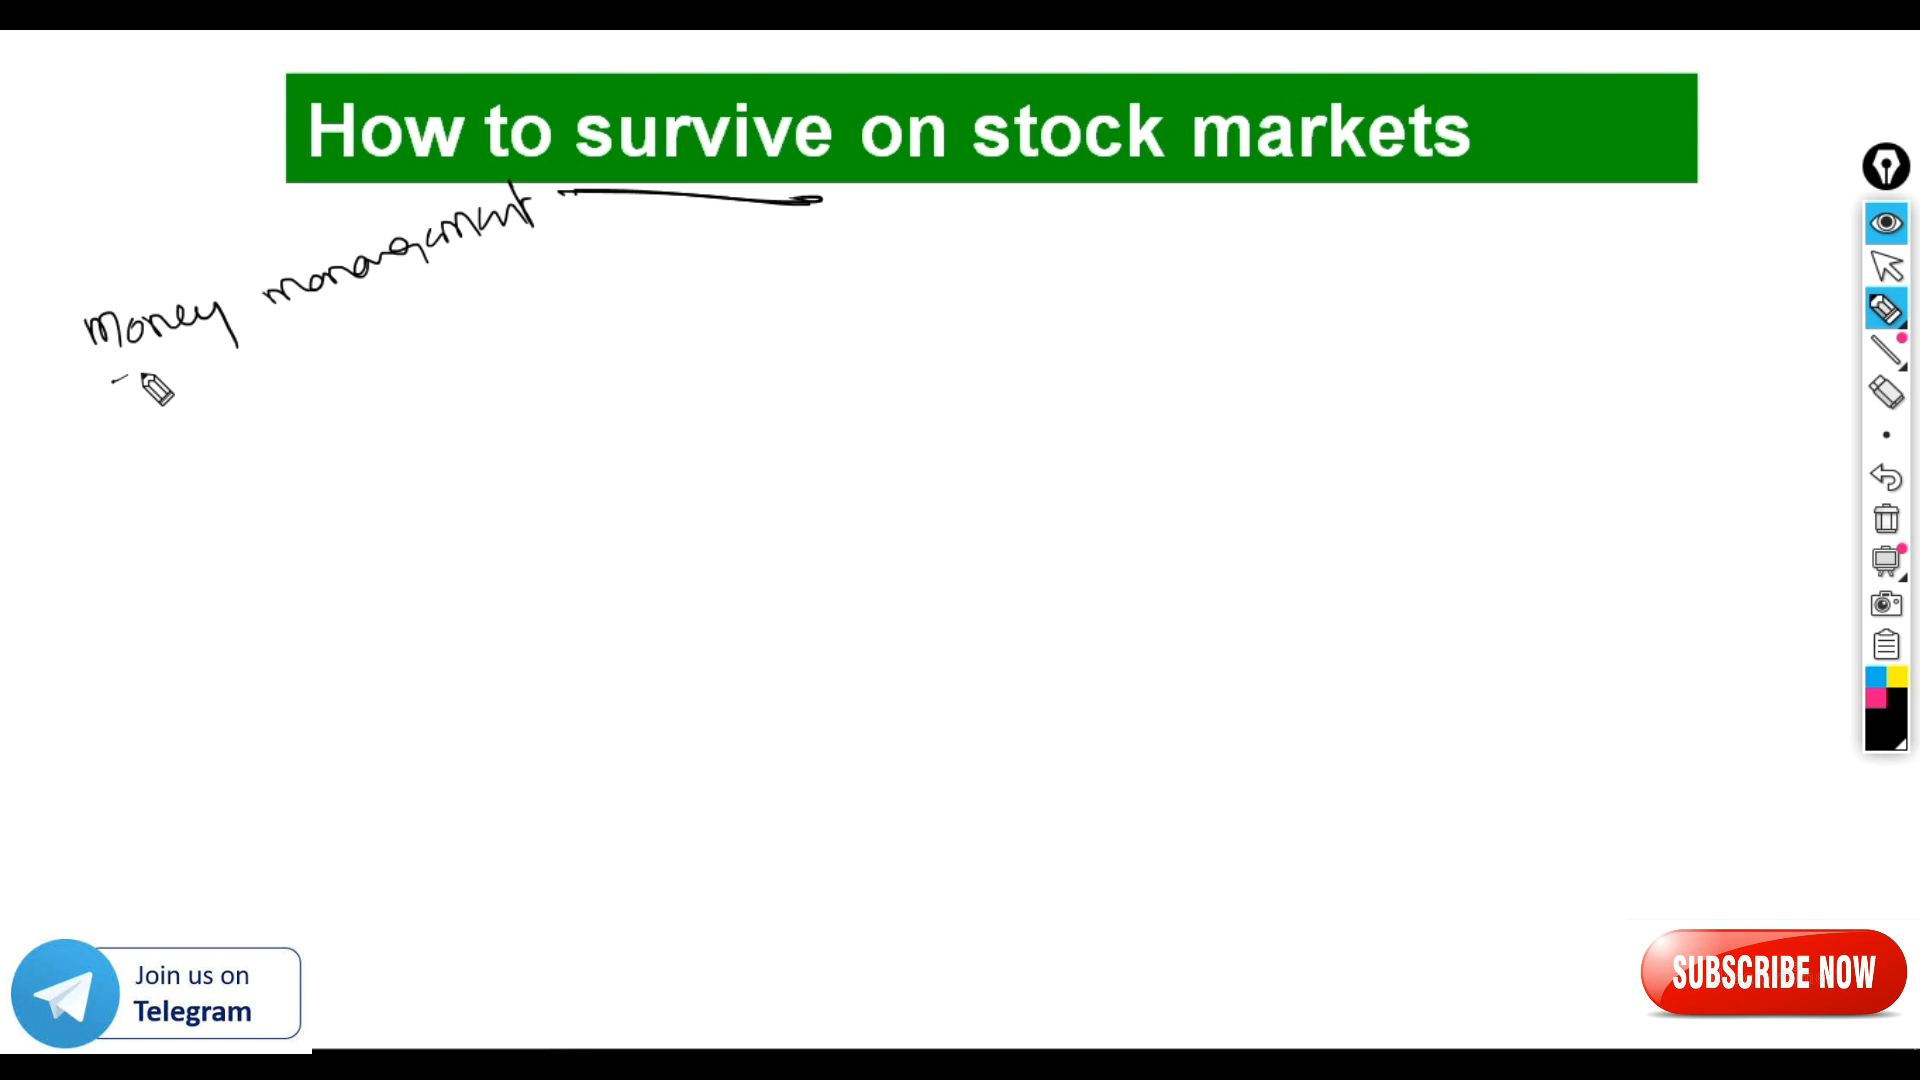 How to survive on stock markets
Money management
Join us on
Telegram
SUBSCRIBE NOW